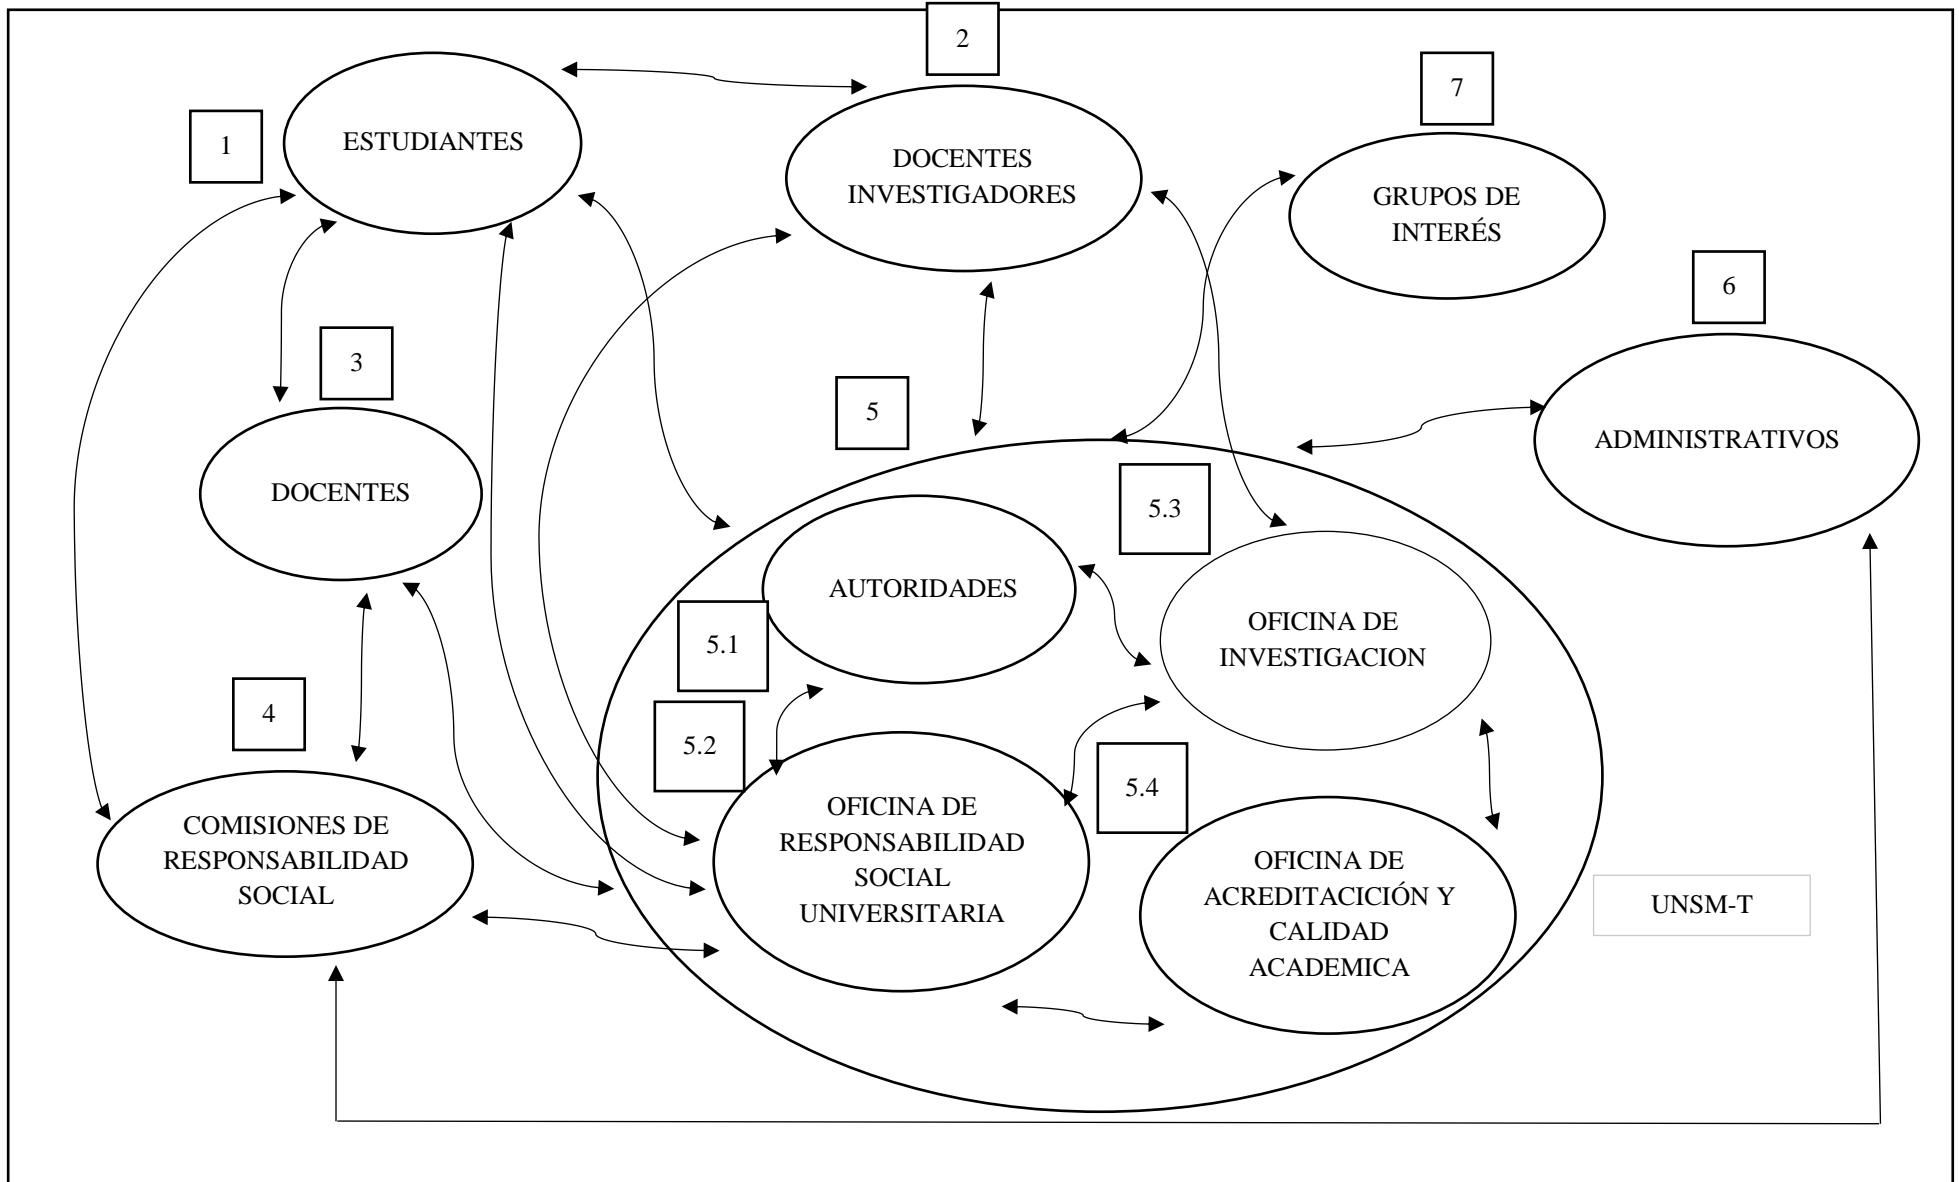 2
7
1
ESTUDIANTES
DOCENTES
INVESTIGADORES
GRUPOS DE
INTERÉS
6
3
5
ADMINISTRATIVOS
DOCENTES
5.3
AUTORIDADES
OFICINA DE
INVESTIGACION
5.1
4
5.2
5.4
COMISIONES DE
RESPONSABILIDAD
SOCIAL
OFICINA DE
RESPONSABILIDAD
SOCIAL
UNIVERSITARIA
OFICINA DE
ACREDITACICIÓN Y
CALIDAD
ACADEMICA
UNSM-T